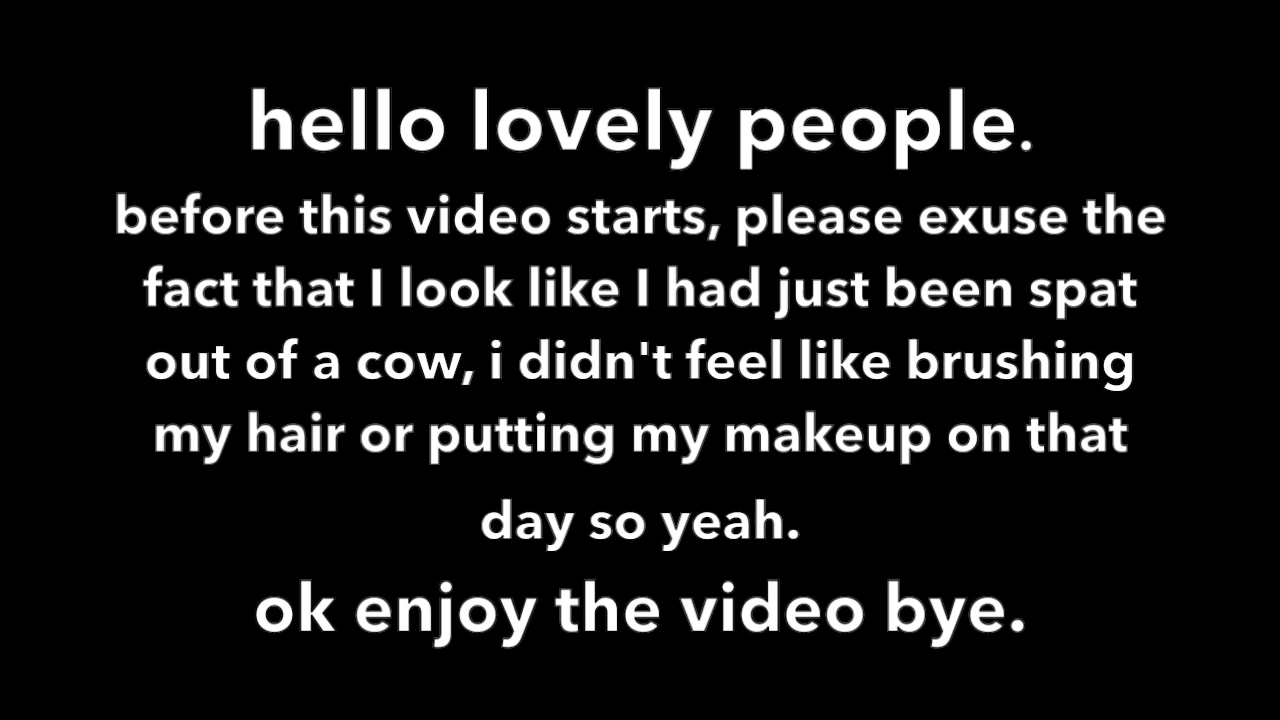 hello lovely people.
before this video starts, please exuse the
fact that I look like I had just been spat
out of a cow, i didn't feel like brushing
my hair or putting my makeup on that
day so yeah.
ok enjoy the video bye.